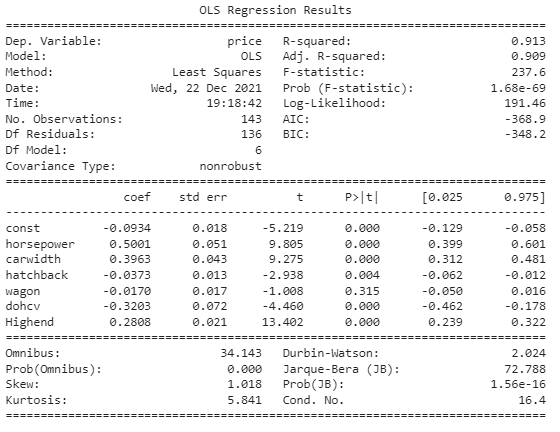 OLS Regression Results
==============================================================================
Dep. Variable:                  price   R-squared:                       0.913
Model:                            OLS   Adj. R-squared:                  0.909
Method:                 Least Squares   F-statistic:                     237.6
Date:                Wed, 22 Dec 2021   Prob (F-statistic):           1.68e-69
Time:                        19:18:42   Log-Likelihood:                 191.46
No. Observations:                 143   AIC:                            -368.9
Df Residuals:                     136   BIC:                            -348.2
Df Model:                           6
Covariance Type:            nonrobust
==============================================================================
                 coef    std err          t      P>|t|      [0.025      0.975]
------------------------------------------------------------------------------
const         -0.0934      0.018     -5.219      0.000      -0.129      -0.058
horsepower     0.5001      0.051      9.805      0.000       0.399       0.601
carwidth       0.3963      0.043      9.275      0.000       0.312       0.481
hatchback     -0.0373      0.013     -2.938      0.004      -0.062      -0.012
wagon         -0.0170      0.017     -1.008      0.315      -0.050       0.016
dohcv         -0.3203      0.072     -4.460      0.000      -0.462      -0.178
Highend        0.2808      0.021     13.402      0.000       0.239       0.322
==============================================================================
Omnibus:                       34.143   Durbin-Watson:                   2.024
Prob(Omnibus):                  0.000   Jarque-Bera (JB):               72.788
Skew:                           1.018   Prob(JB):                     1.56e-16
Kurtosis:                       5.841   Cond. No.                         16.4
==============================================================================